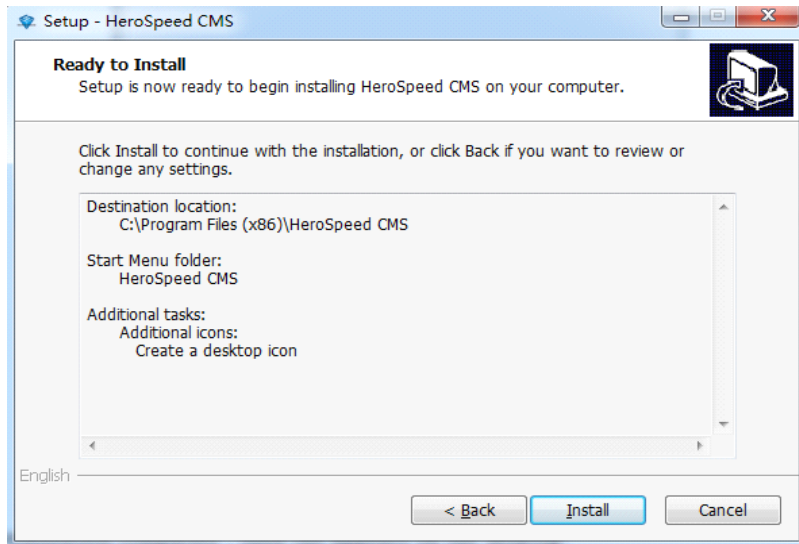 Setup - HeroSpeed CMS
Ready to Install
Setup is now ready to begin installing HeroSpeed CMS on your computer.
Click Install to continue with the installation, or click Back if you want to review or
change any settings.
Destination location:
C:\Program Files (x86)\HeroSpeed CMS
Start Menu folder:
HeroSpeed CMS
Additional tasks:
Additional icons:
Create a desktop icon
English
< Back
Install
Cancel